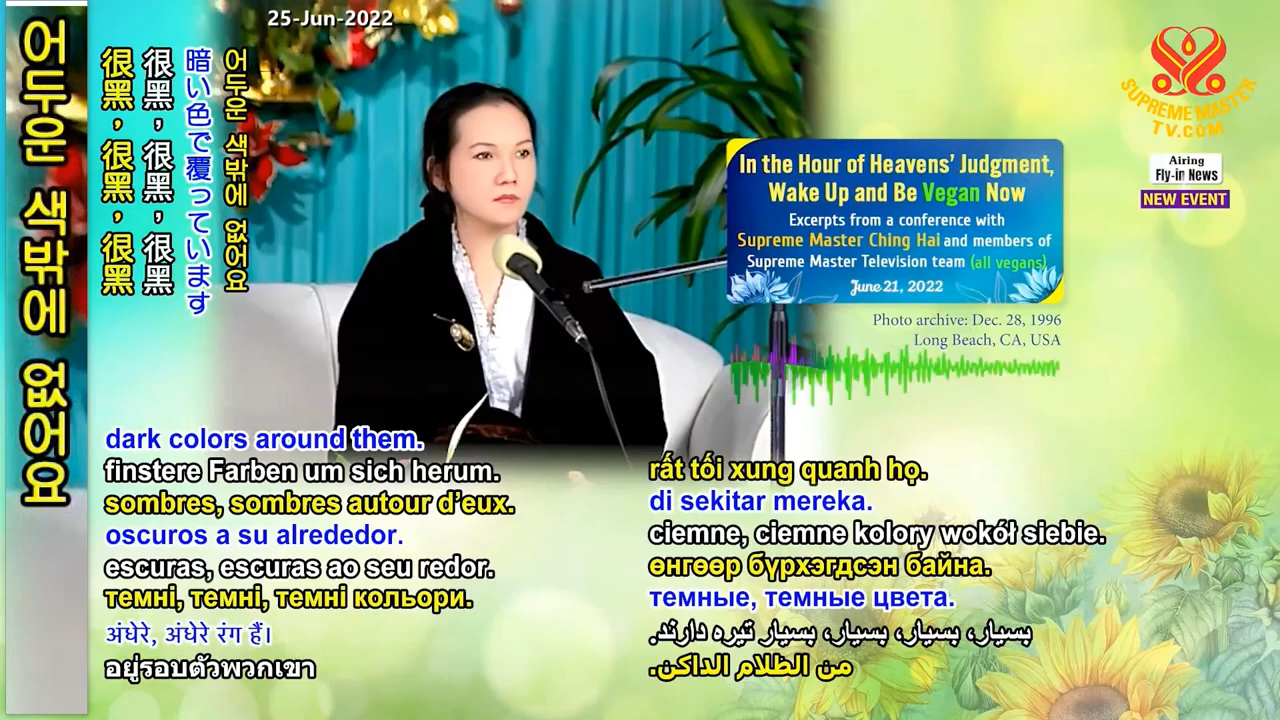 25-Jun-2022
어두운 색밖에 없어요
很黑，很黑，很黑
很黑，很黑，很黑
暗い色で覆っています
어두운 색밖에 없어요
SUPREME MASTER
TV.COM
Airing
Fly-in News
NEW EVENT
In the Hour of Heavens’ Judgment,
Wake Up and Be Vegan Now
Excerpts from a conference with
Supreme Master Ching Hai and members of
Supreme Master Television team (all vegans)
June 21, 2022
Photo archive: Dec. 28, 1996
Long Beach, CA, USA
dark colors around them.
finstere Farben um sich herum.
sombres, sombres autour d’eux.
oscuros a su alrededor.
escuras, escuras ao seu redor.
темні, темні, темні кольори.
अंधेरे, अंधेरे रंग हैं।
อยู่รอบตัวพวกเขา
rất tối xung quanh họ.
di sekitar mereka.
ciemne, ciemne kolory wokół siebie.
өнгөөр бүрхэгдсэн байна.
темные, темные цвета.
بسیار، بسیار، بسیار، بسیار تیره دارند.
من الظلام الداكن.